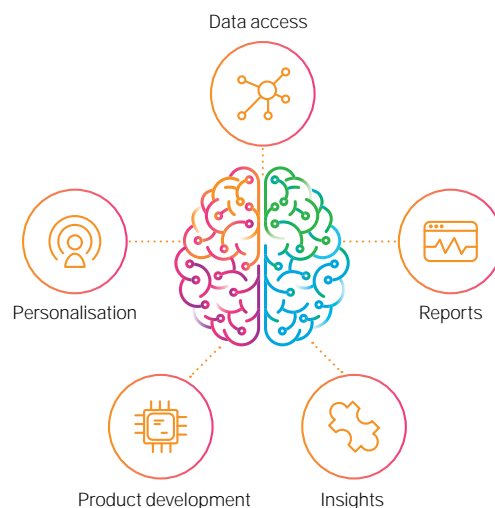 Data access
Personalisation
Reports
Product development
Insights